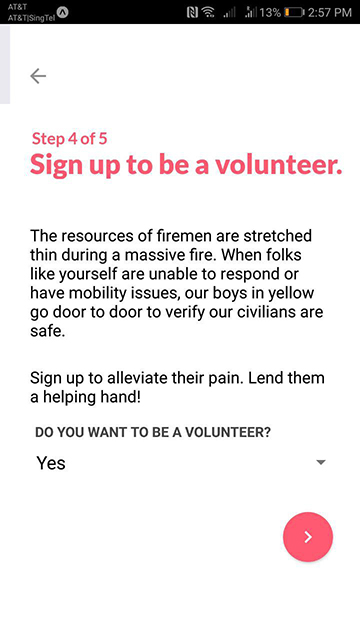 AT&T
AT&T|SingTel
13% 2:57 PM
Step 4 of 5
Sign up to be a volunteer.
The resources of firemen are stretched
thin during a massive fire. When folks
like yourself are unable to respond or
have mobility issues, our boys in yellow
go door to door to verify our civilians are
safe.
Sign up to alleviate their pain. Lend them
a helping hand!
DO YOU WANT TO BE A VOLUNTEER?
Yes